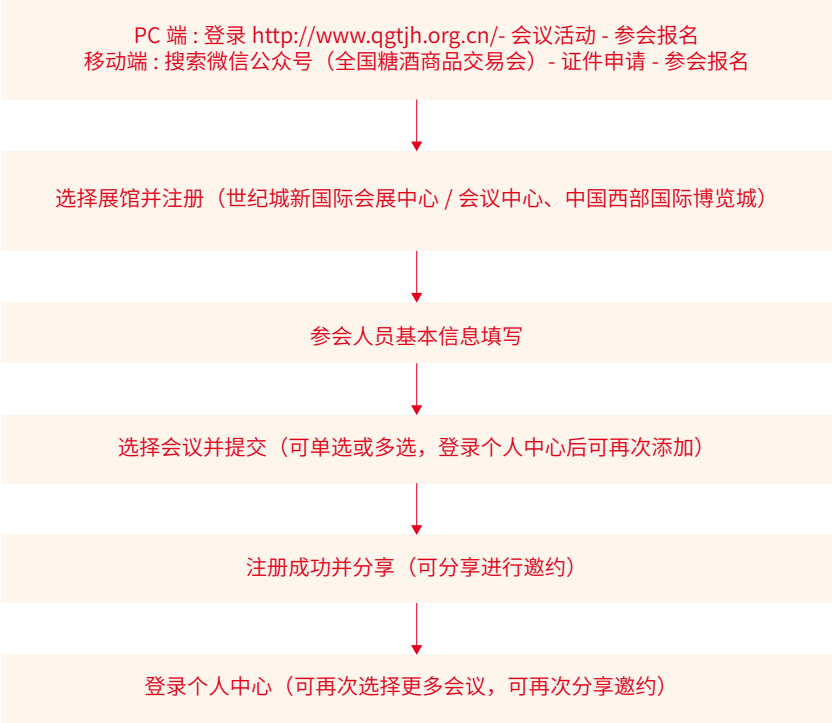 PC 端 : 登录 http://www.qgtjh.org.cn/- 会议活动 - 参会报名
移动端 : 搜索微信公众号（全国糖酒商品交易会）- 证件申请 - 参会报名
选择展馆并注册（世纪城新国际会展中心 / 会议中心、中国西部国际博览城）
参会人员基本信息填写
选择会议并提交（可单选或多选，登录个人中心后可再次添加）
注册成功并分享（可分享进行邀约）
登录个人中心（可再次选择更多会议，可再次分享邀约）